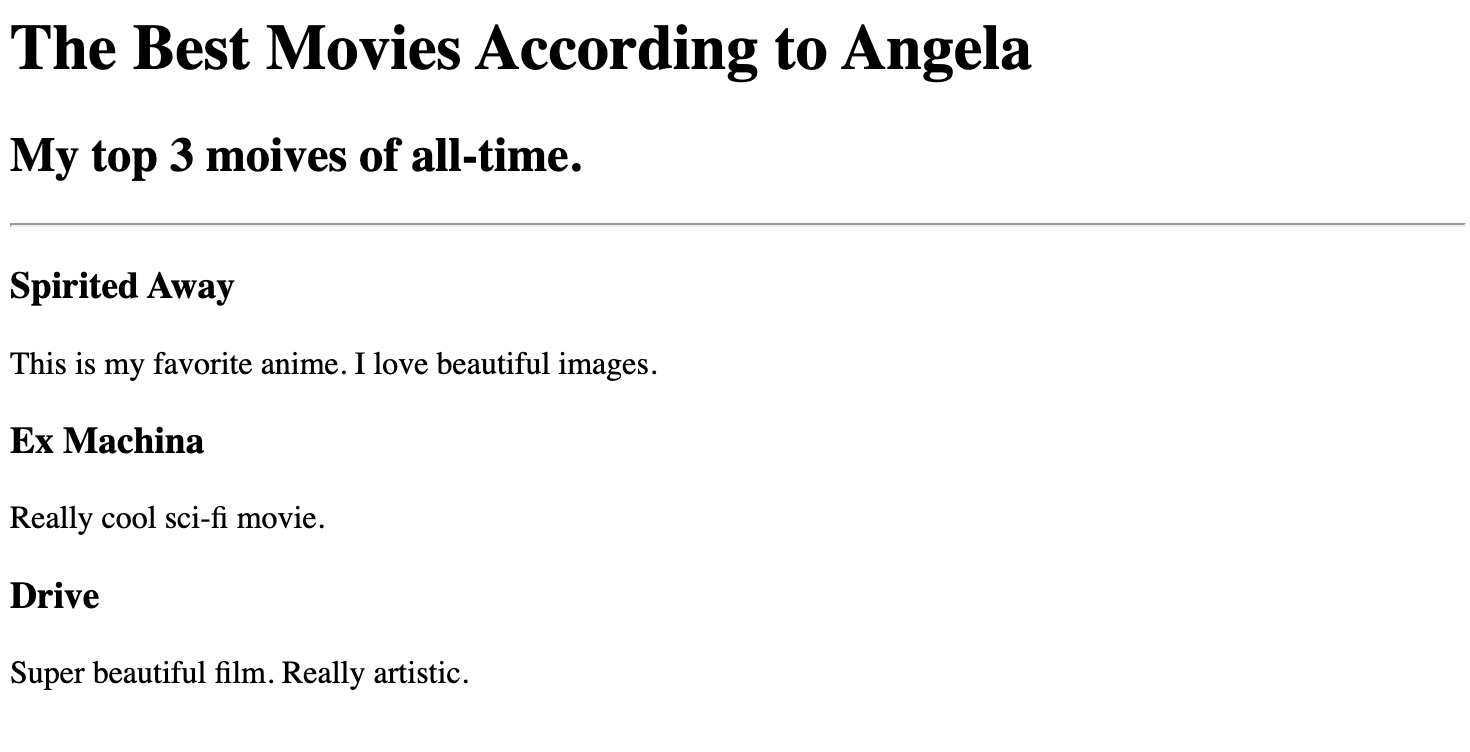 The Best Movies According to Angela
My top 3 moives of all-time.
Spirited Away
This is my favorite anime. I love beautiful images.
Ex Machina
Really cool sci-fi movie.
Drive
Super beautiful film. Really artistic.